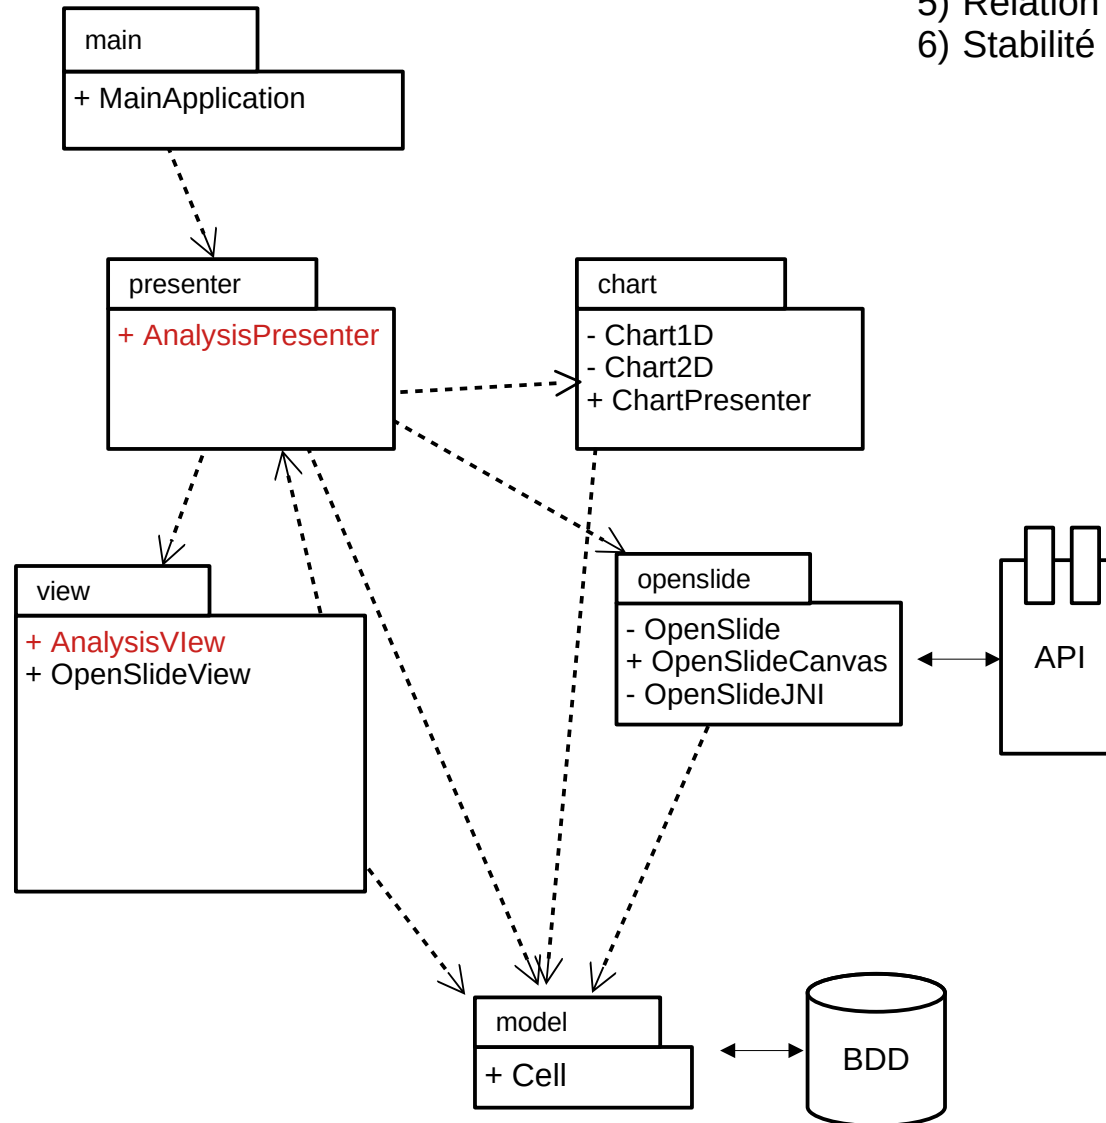 5) Relation
6) Stabilité
main
+ MainApplication
presenter
+ AnalysisPresenter
chart
- Chart1D
- Chart2D
+ ChartPresenter
view
+ AnalysisVIew
+ OpenSlideView
openslide
- OpenSlide
+ OpenSlideCanvas
- OpenSlideJNI
API
model
+ Cell
BDD